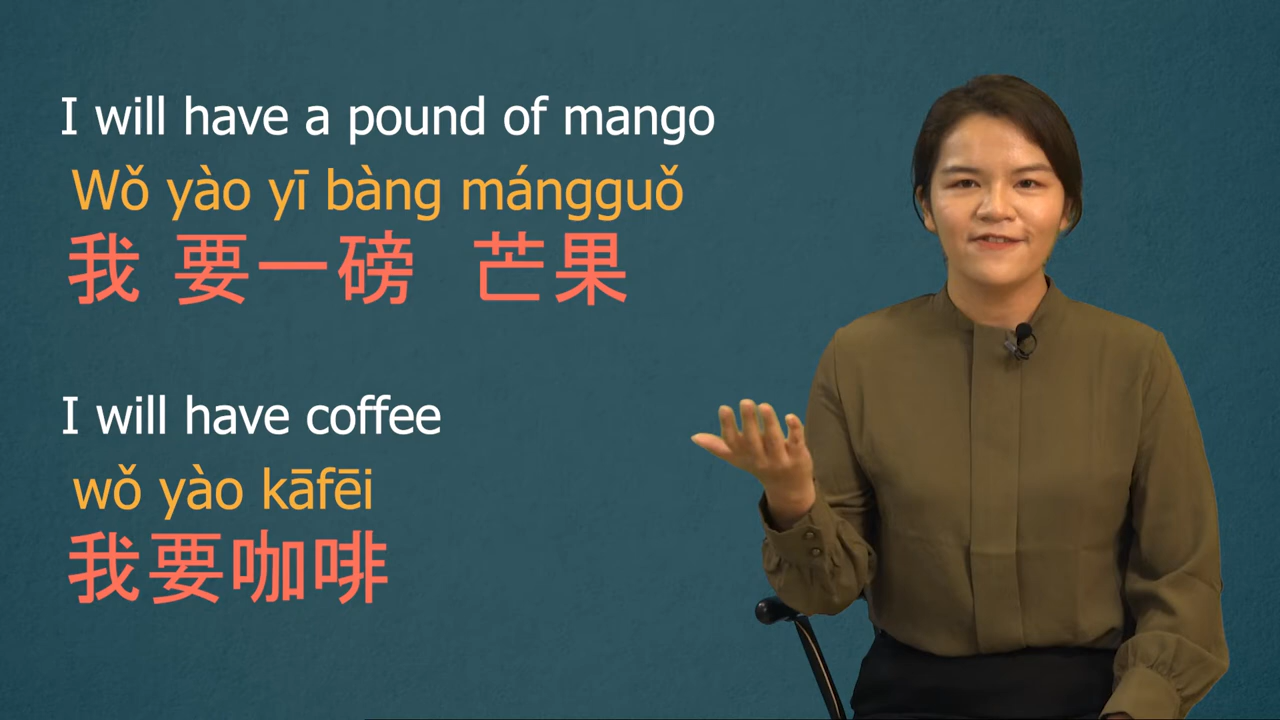 I will have a pound of mango
Wǒ yào yī bàng mángguǒ
我 要一磅 芒果
I will have coffee
wǒ yào kāfēi
我要咖啡